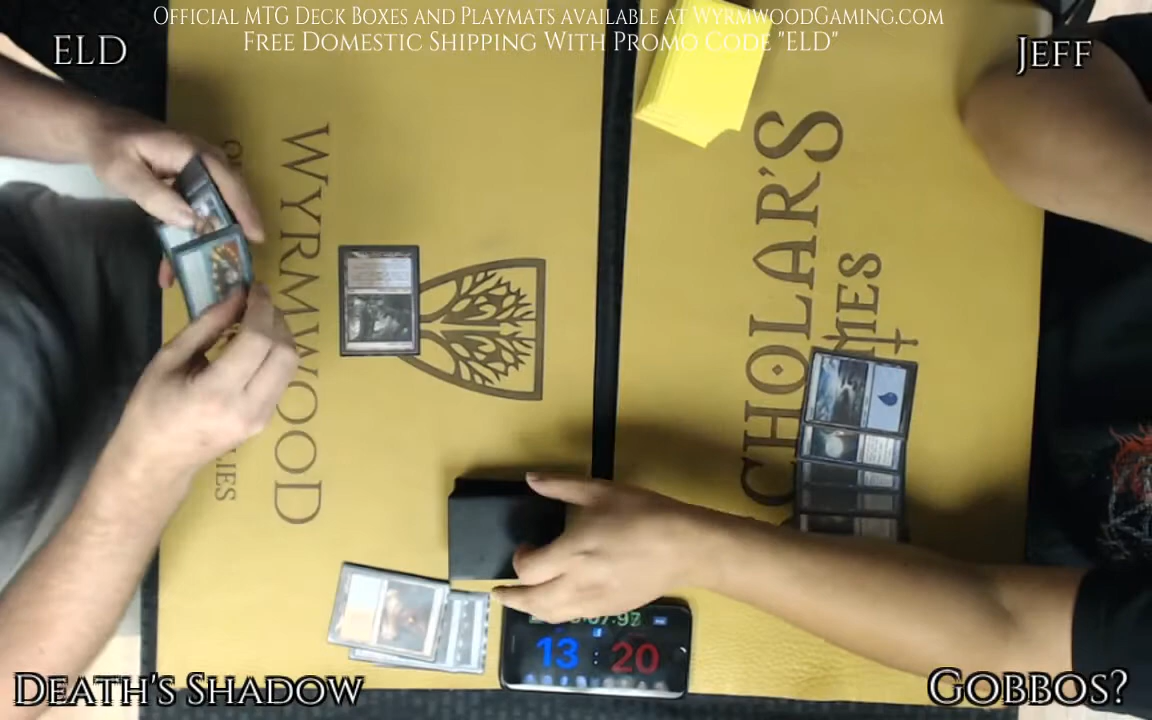 Official MTG Deck Boxes and Playmats available at WyrmwoodGaming.com
Free Domestic Shipping With Promo Code "ELD"
ELD
Jeff
WYRMWOOD
CHOLAR'S
MES
13 : 20
Death's Shadow
Gobbos?